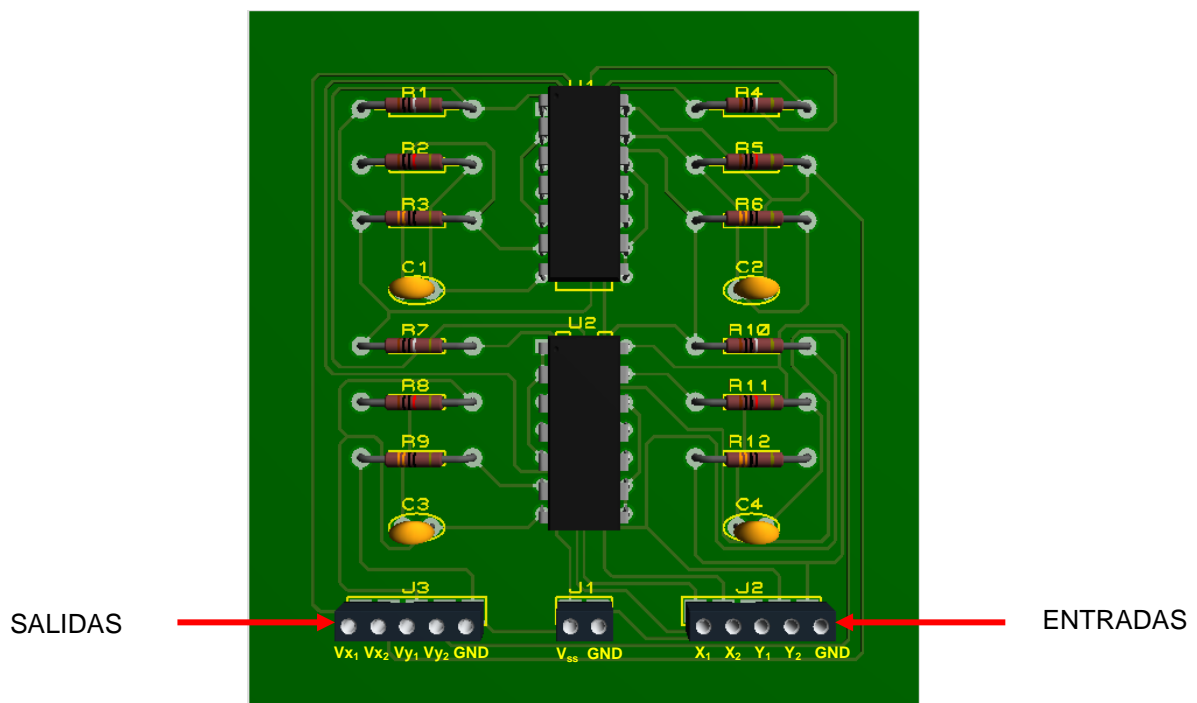 U1
R1
R4
R2
R5
R3
R6
C1
C2
U2
R7
R10
R8
R11
R9
R12
C3
C4
J3
J1
J2
SALIDAS
ENTRADAS
Vx₁ Vx₂ Vy₁ Vy₂ GND
Vss GND
X₁ X₂ Y₁ Y₂ GND